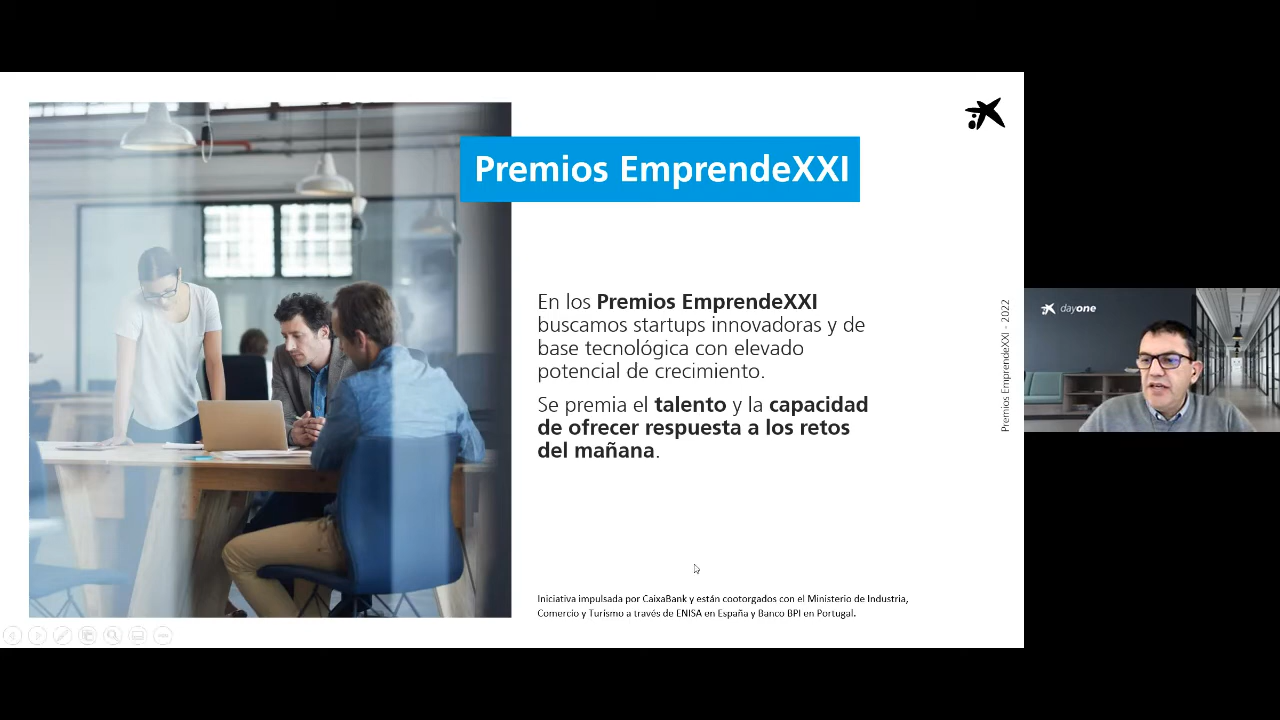 Premios EmprendeXXI
En los Premios EmprendeXXI
buscamos startups innovadoras y de
base tecnológica con elevado
potencial de crecimiento.
Se premia el talento y la capacidad
de ofrecer respuesta a los retos
del mañana.
Iniciativa impulsada por CaixaBank y están cootorgados con el Ministerio de Industria,
Comercio y Turismo a través de ENISA en España y Banco BPI en Portugal.
Premios EmprendeXXI - 2022
dayone